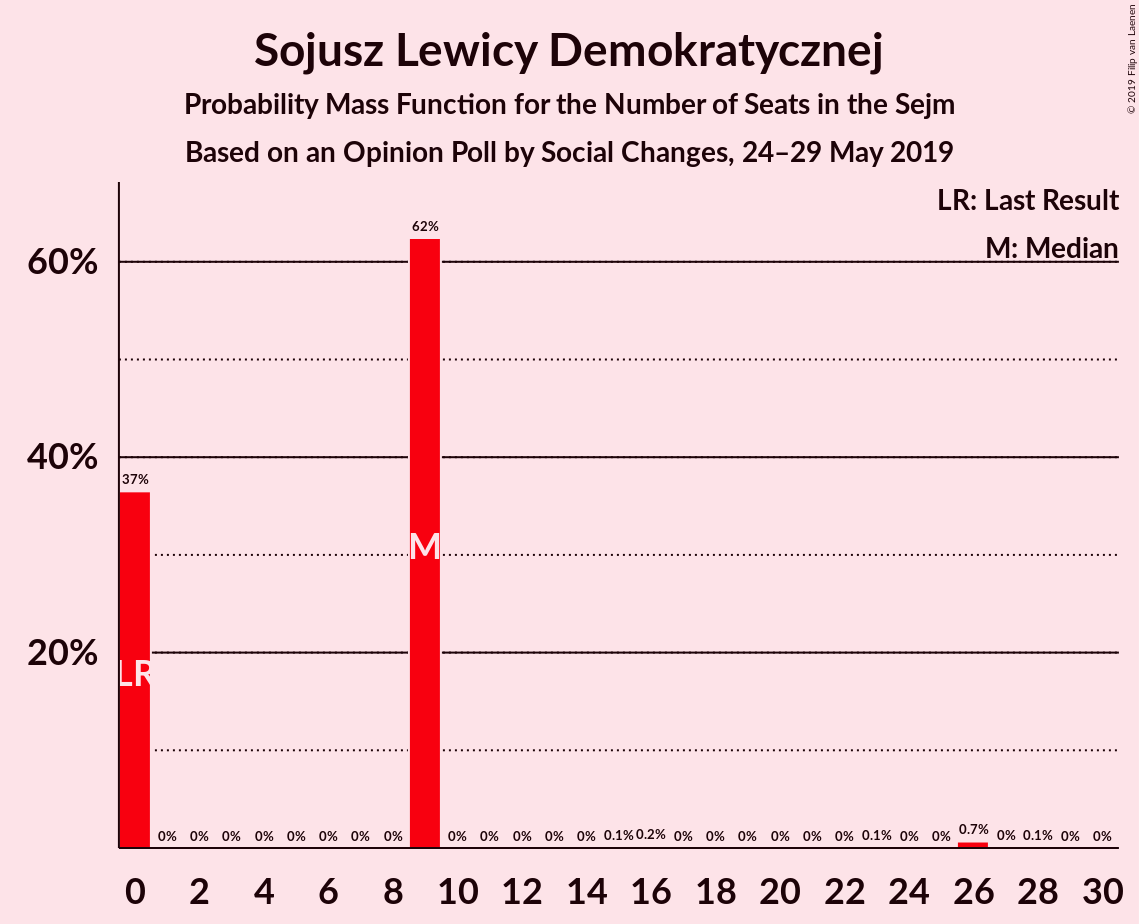 Sojusz Lewicy Demokratycznej
Probability Mass Function for the Number of Seats in the Sejm
Based on an Opinion Poll by Social Changes, 24–29 May 2019
© 2019 Filip van Laenen
LR: Last Result
M: Median
60%
40%
20%
37% 0% 0% 0% 0% 0% 0% 0% 0% 62% 0% 0% 0% 0% 0% 0.1% 0.2% 0% 0% 0% 0% 0% 0% 0.1% 0% 0% 0.7% 0% 0.1% 0% 0%
M
LR
0 2 4 6 8 10 12 14 16 18 20 22 24 26 28 30